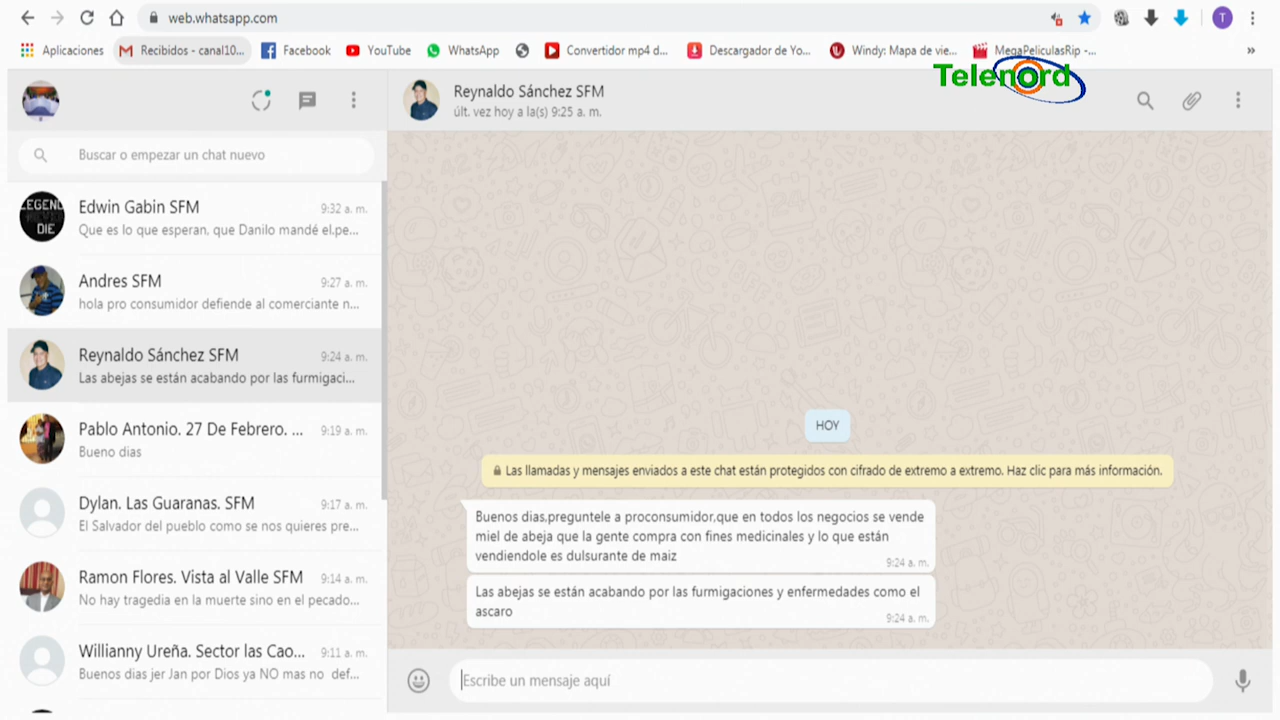 web.whatsapp.com
T
Aplicaciones
Recibidos - canal10...
Facebook
YouTube
WhatsApp
Convertidor mp4 d...
Descargador de Yo...
Windy: Mapa de vie...
MegaPeliculasRip -...
»
Telenord
Reynaldo Sánchez SFM
últ. vez hoy a la(s) 9:25 a. m.
Buscar o empezar un chat nuevo
LEGEND
NEVER
DIE
Edwin Gabin SFM
9:32 a. m.
Que es lo que esperan, que Danilo mandé el.pe...
Andres SFM
9:27 a. m.
hola pro consumidor defiende al comerciante n...
Reynaldo Sánchez SFM
9:24 a. m.
Las abejas se están acabando por las furmigaci...
Pablo Antonio. 27 De Febrero. ...
9:19 a. m.
Bueno dias
Dylan. Las Guaranas. SFM
9:17 a. m.
El Salvador del pueblo como se nos quieres pre...
Ramon Flores. Vista al Valle SFM
9:14 a. m.
No hay tragedia en la muerte sino en el pecado...
Willianny Ureña. Sector las Cao...
9:11 a. m.
Buenos dias jer Jan por Dios ya NO mas no def...
HOY
Las llamadas y mensajes enviados a este chat están protegidos con cifrado de extremo a extremo. Haz clic para más información.
Buenos dias,preguntele a proconsumidor,que en todos los negocios se vende
miel de abeja que la gente compra con fines medicinales y lo que están
vendiendole es dulsurante de maiz
9:24 a. m.
Las abejas se están acabando por las furmigaciones y enfermedades como el
ascaro
9:24 a. m.
Escribe un mensaje aquí